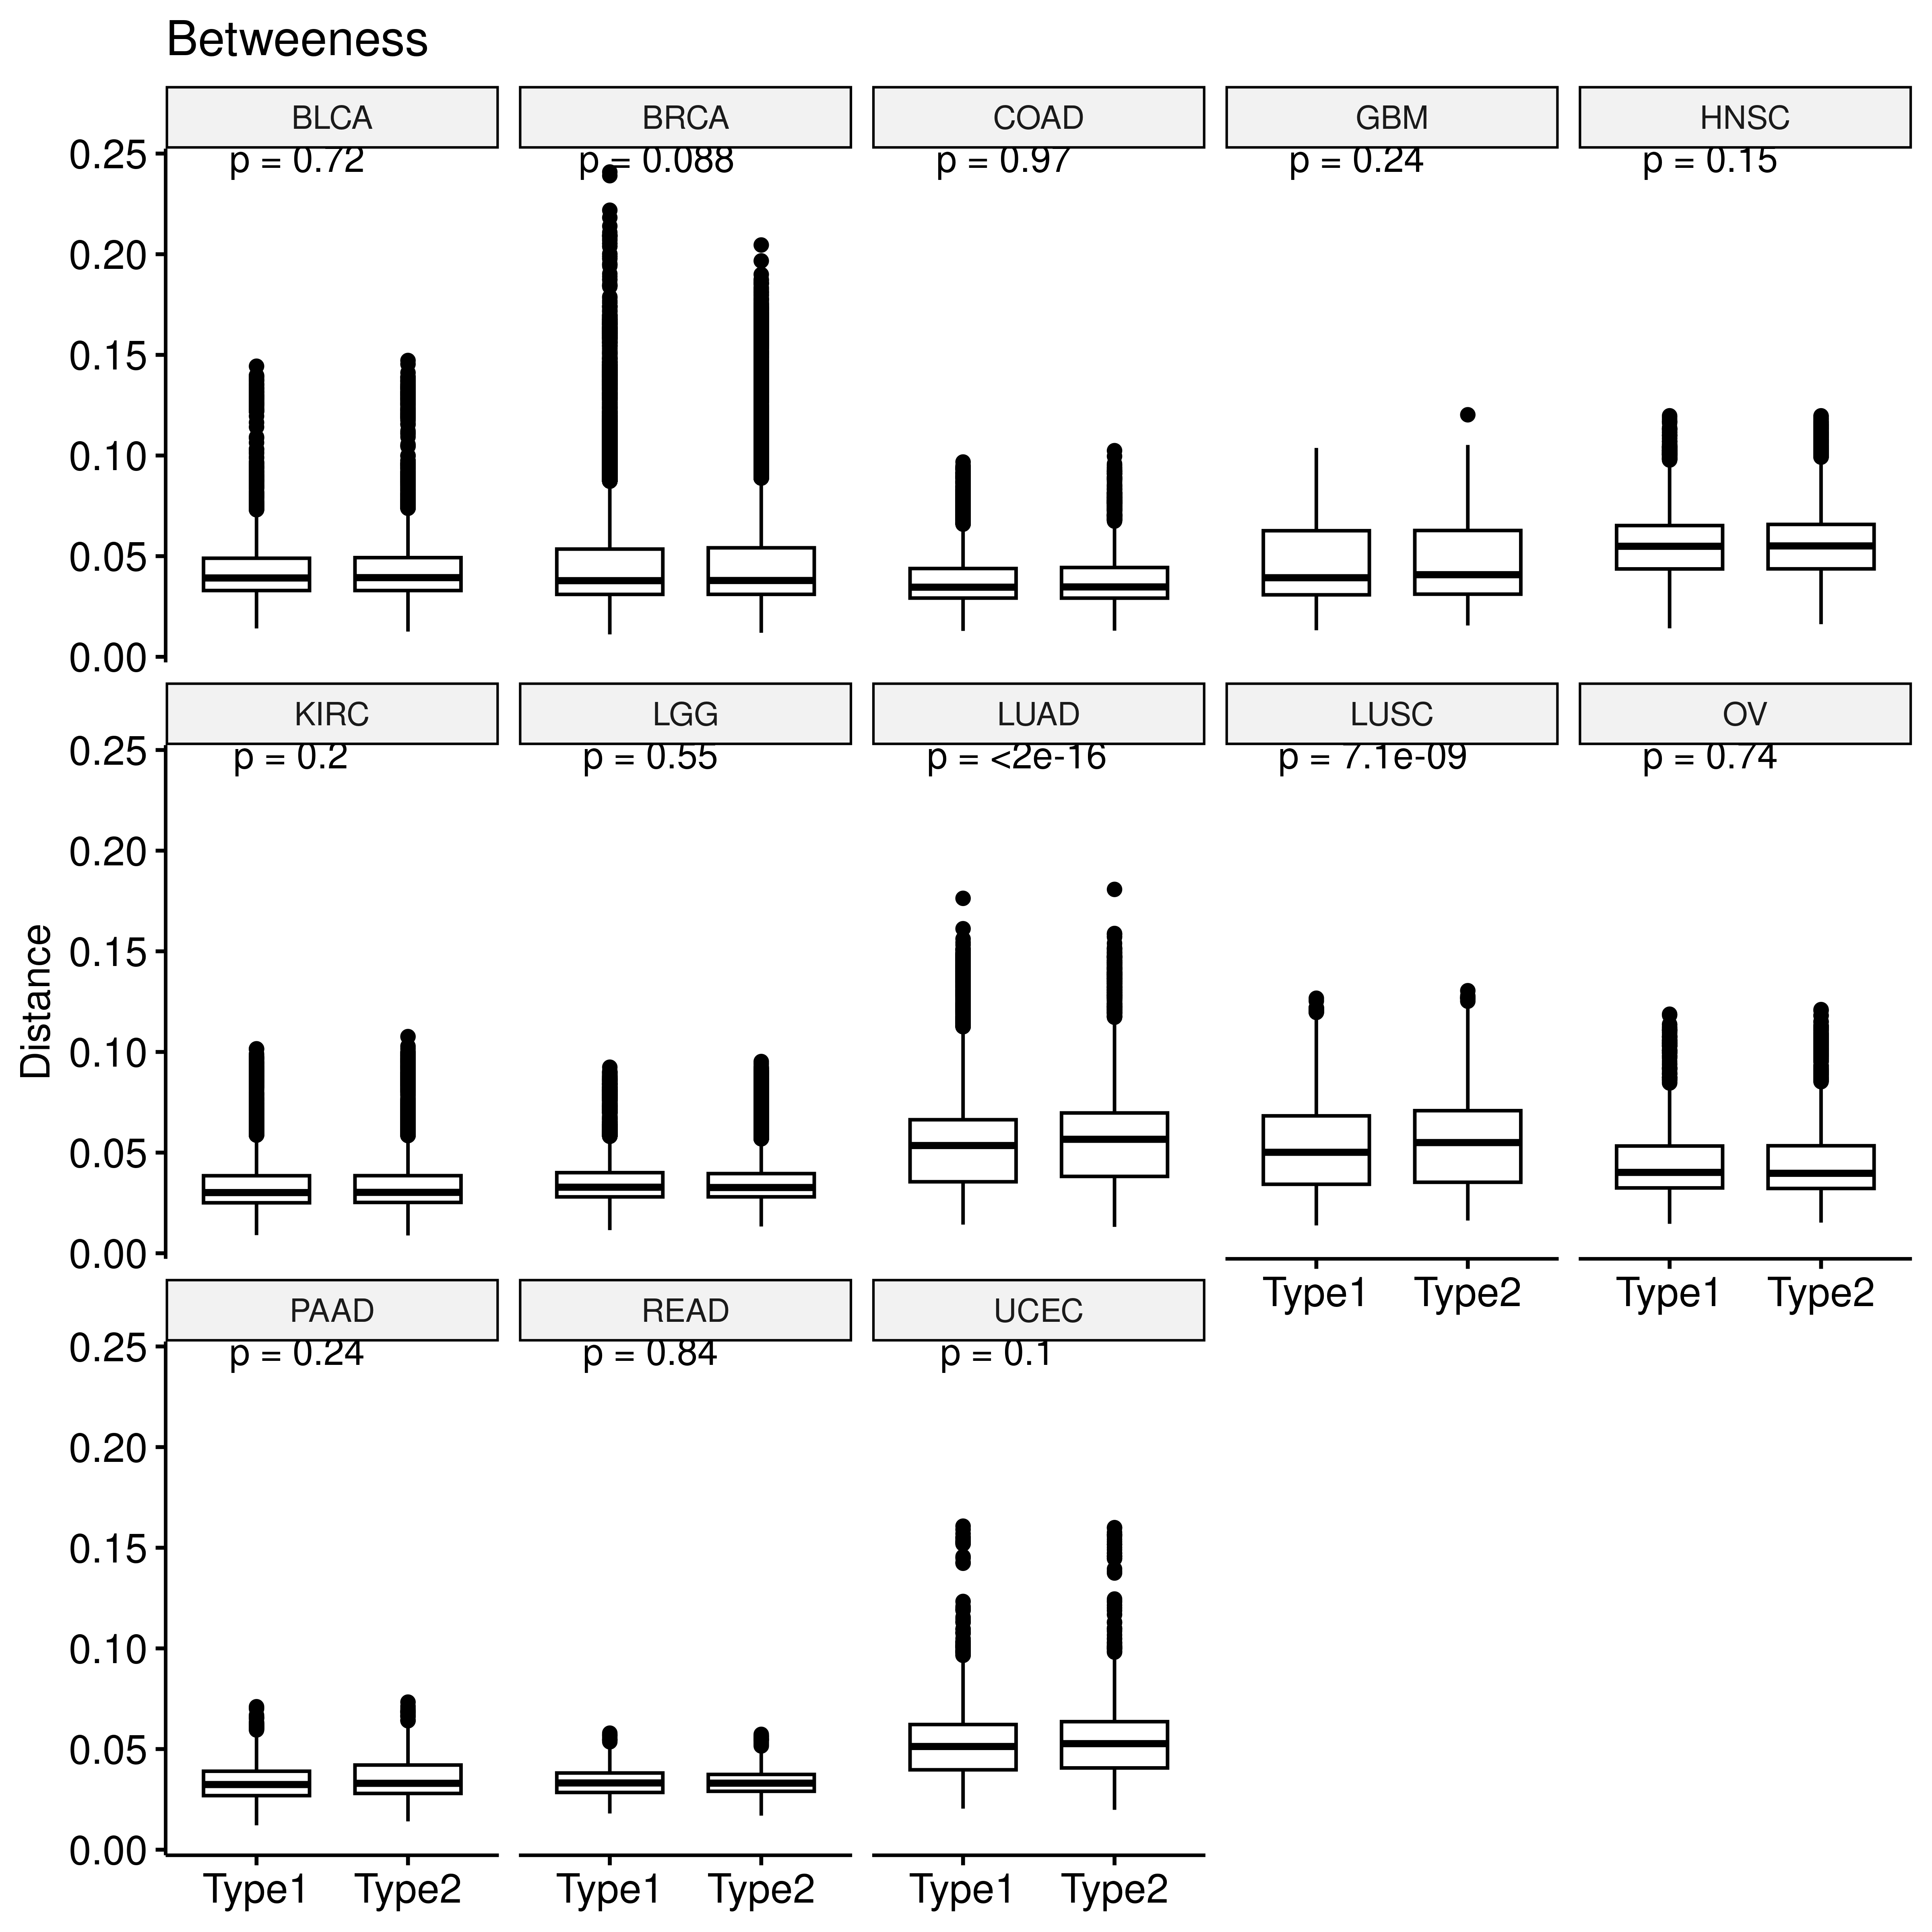 Betweeness
BLCA BRCA COAD GBM HNSC
p = 0.72 p = 0.088 p = 0.97 p = 0.24 p = 0.15
0.25
0.20
0.15
0.10
0.05
0.00
KIRC LGG LUAD LUSC OV
p = 0.2 p = 0.55 p = <2e-16 p = 7.1e-09 p = 0.74
0.25
0.20
0.15
0.10
0.05
0.00
Distance
Type1 Type2 Type1 Type2
PAAD READ UCEC
p = 0.24 p = 0.84 p = 0.1
0.25
0.20
0.15
0.10
0.05
0.00
Type1 Type2 Type1 Type2 Type1 Type2